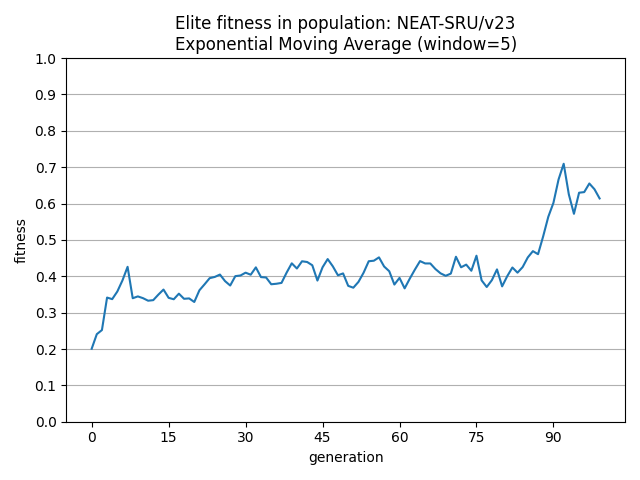 Elite fitness in population: NEAT-SRU/v23
Exponential Moving Average (window=5)
1.0
0.9
0.8
0.7
0.6
0.5
0.4
0.3
0.2
0.1
0.0
fitness
0 15 30 45 60 75 90
generation